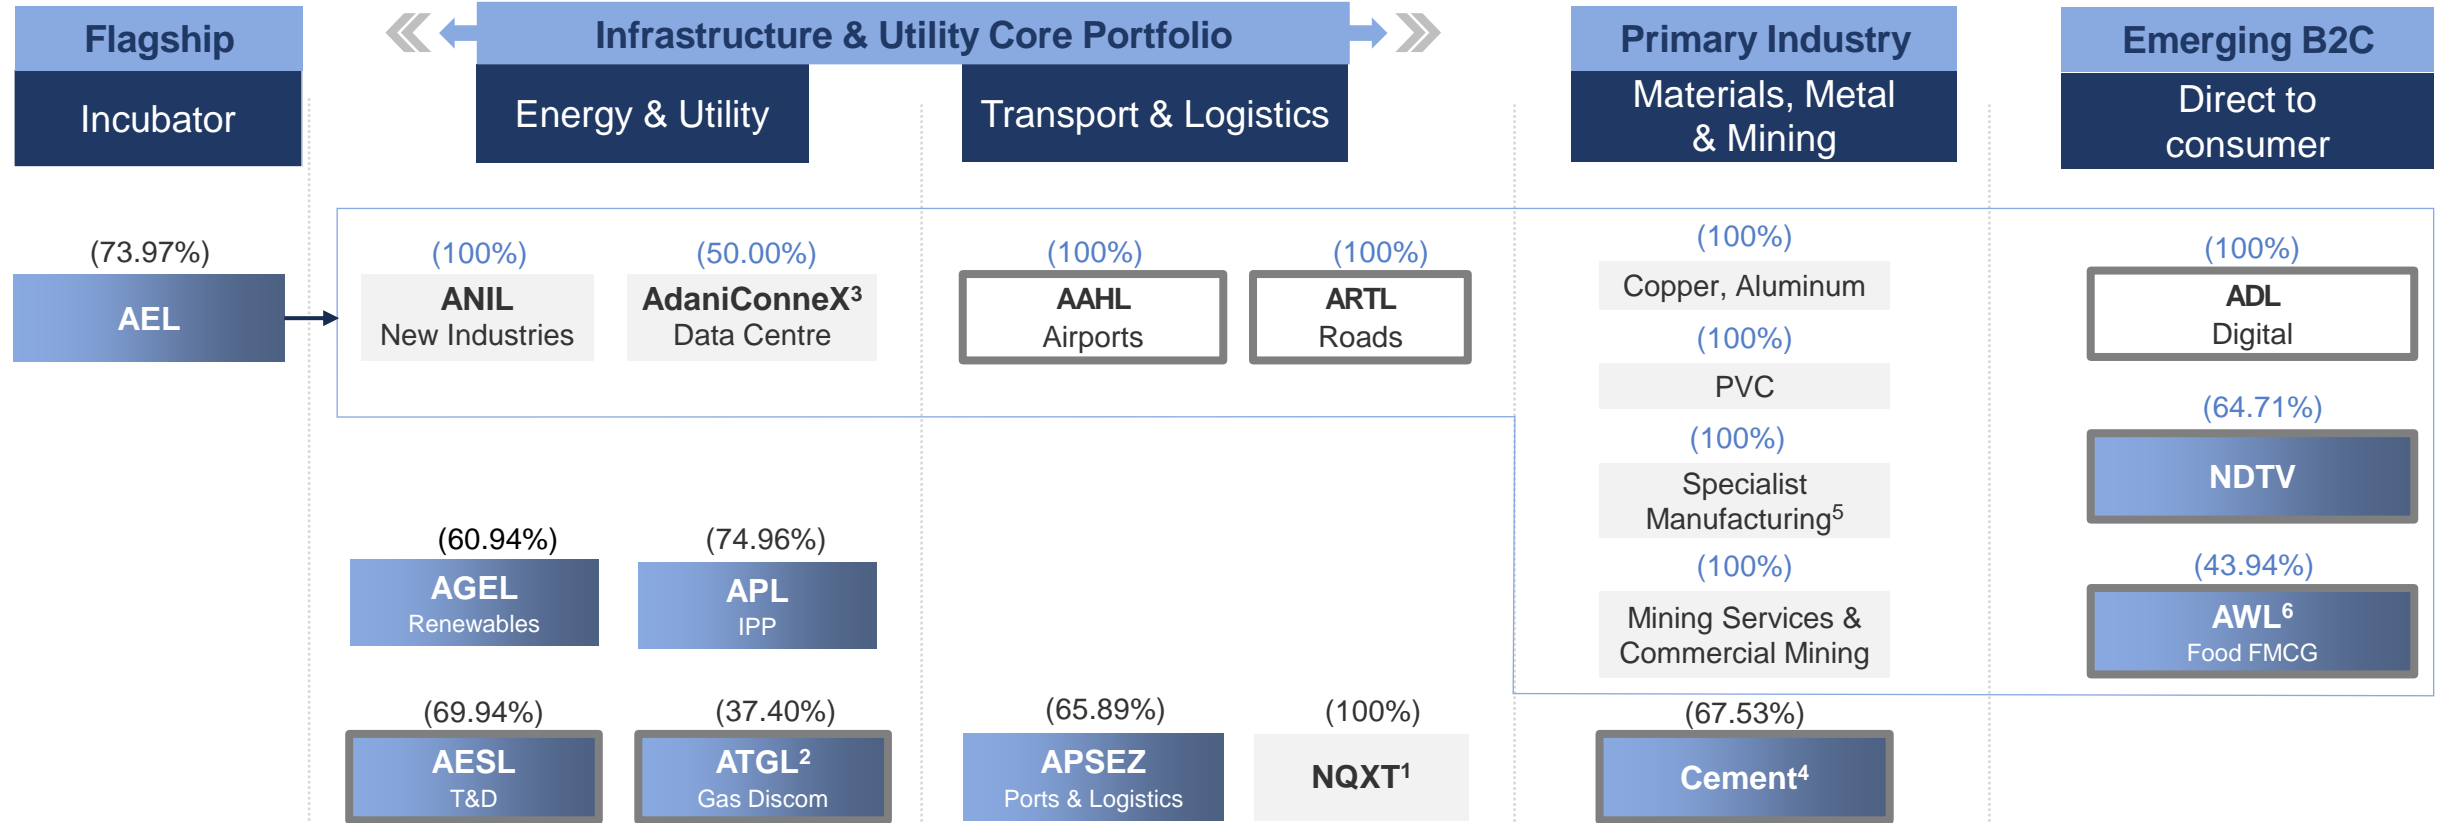 Flagship
Incubator
Infrastructure & Utility Core Portfolio
Energy & Utility
Transport & Logistics
Primary Industry
Materials, Metal
& Mining
Emerging B2C
Direct to
consumer
(73.97%)
AEL
(100%)
ANIL
New Industries
(50.00%)
AdaniConneX³
Data Centre
(100%)
AAHL
Airports
(100%)
ARTL
Roads
(100%)
Copper, Aluminum
(100%)
PVC
(100%)
Specialist
Manufacturing⁵
(100%)
Mining Services &
Commercial Mining
(100%)
ADL
Digital
(64.71%)
NDTV
(43.94%)
AWL⁶
Food FMCG
(60.94%)
AGEL
Renewables
(74.96%)
APL
IPP
(69.94%)
AESL
T&D
(37.40%)
ATGL²
Gas Discom
(65.89%)
APSEZ
Ports & Logistics
(100%)
NQXT¹
(67.53%)
Cement⁴